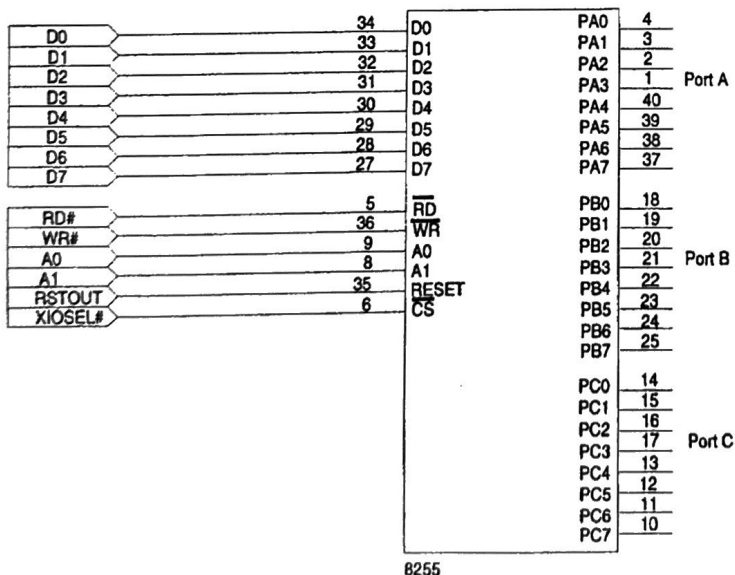 D0 34 D0 PA0 4
D1 33 D1 PA1 3
D2 32 D2 PA2 2
D3 31 D3 PA3 1 Port A
D4 30 D4 PA4 40
D5 29 D5 PA5 39
D6 28 D6 PA6 38
D7 27 D7 PA7 37
RD# 5 RD PB0 18
WR# 36 WR PB1 19
A0 9 A0 PB2 20
A1 8 A1 PB3 21 Port B
RSTOUT 35 RESET PB4 22
XIOSEL# 6 CS PB5 23
PB6 24
PB7 25
PC0 14
PC1 15
PC2 16
PC3 17 Port C
PC4 13
PC5 12
PC6 11
PC7 10
8255